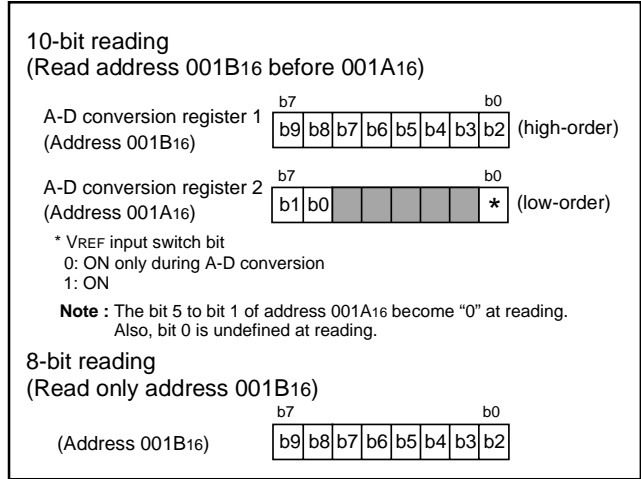 10-bit reading
(Read address 001B16 before 001A16)
b7 b0
A-D conversion register 1
(Address 001B16)
b9 b8 b7 b6 b5 b4 b3 b2 (high-order)
b7 b0
A-D conversion register 2
(Address 001A16)
b1 b0 * (low-order)
* VREF input switch bit
0: ON only during A-D conversion
1: ON
Note : The bit 5 to bit 1 of address 001A16 become “0” at reading.
Also, bit 0 is undefined at reading.
8-bit reading
(Read only address 001B16)
b7 b0
(Address 001B16) b9 b8 b7 b6 b5 b4 b3 b2